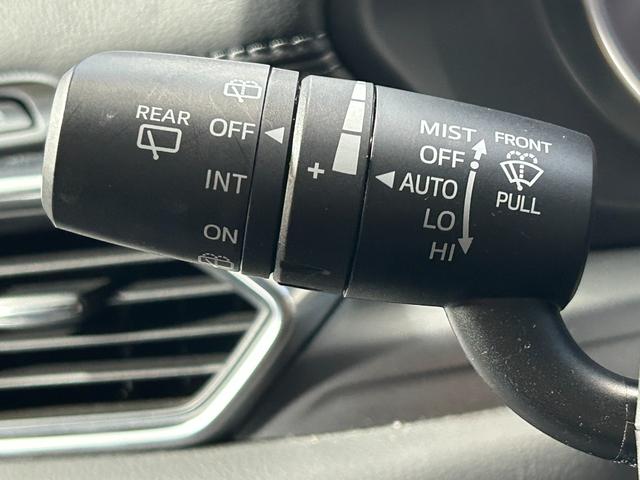 REAR
OFF
INT
ON
+
MIST
OFF
AUTO
LO
HI
FRONT
PULL